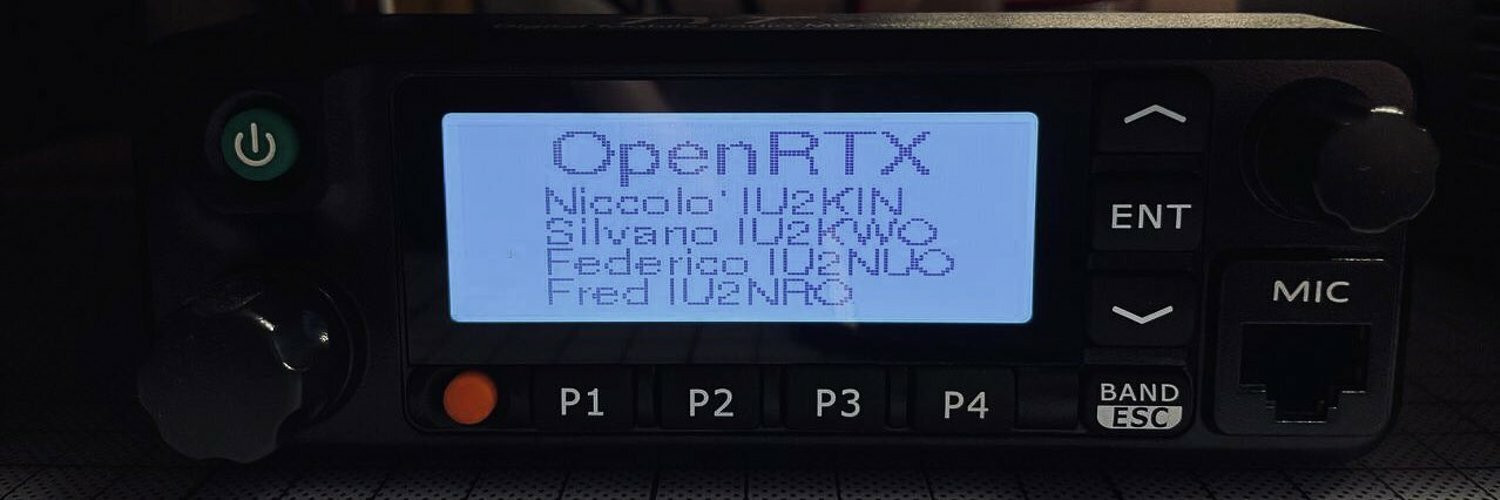 OpenRTX
Niccolo' IU2KIN
Silvano IU2KWO
Federico IU2NUO
Fred IU2NRO
ENT
MIC
P1
P2
P3
P4
BAND
ESC